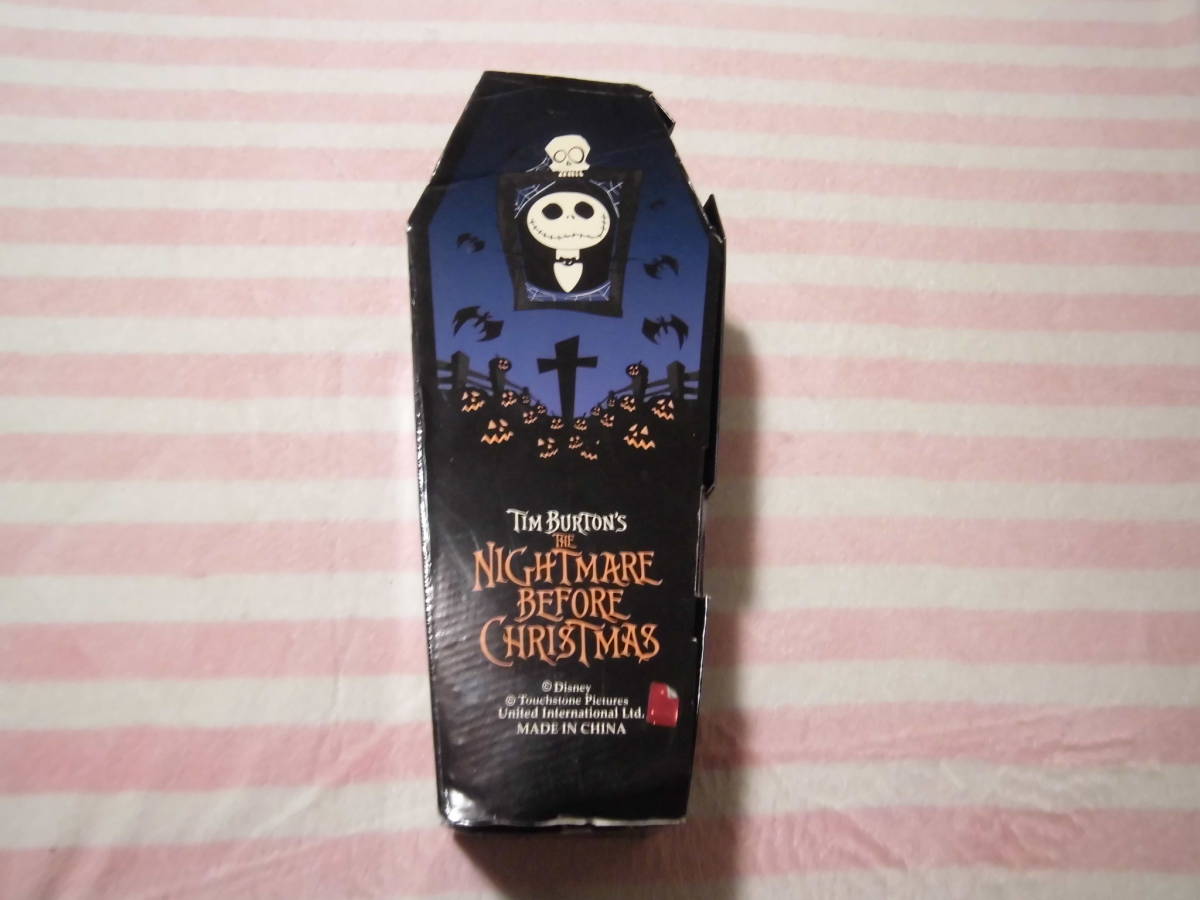 TIM BURTON'S
THE
NIGHTMARE
BEFORE
CHRISTMAS
© Disney
© Touchstone Pictures
United International Ltd.
MADE IN CHINA